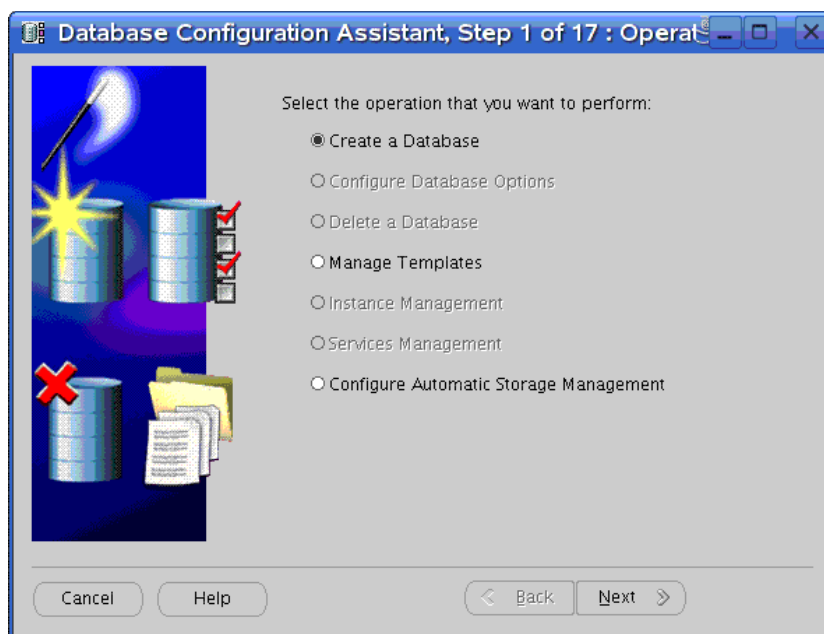 Database Configuration Assistant, Step 1 of 17 : Operat
Select the operation that you want to perform:
Create a Database
Configure Database Options
Delete a Database
Manage Templates
Instance Management
Services Management
Configure Automatic Storage Management
Cancel
Help
Back
Next